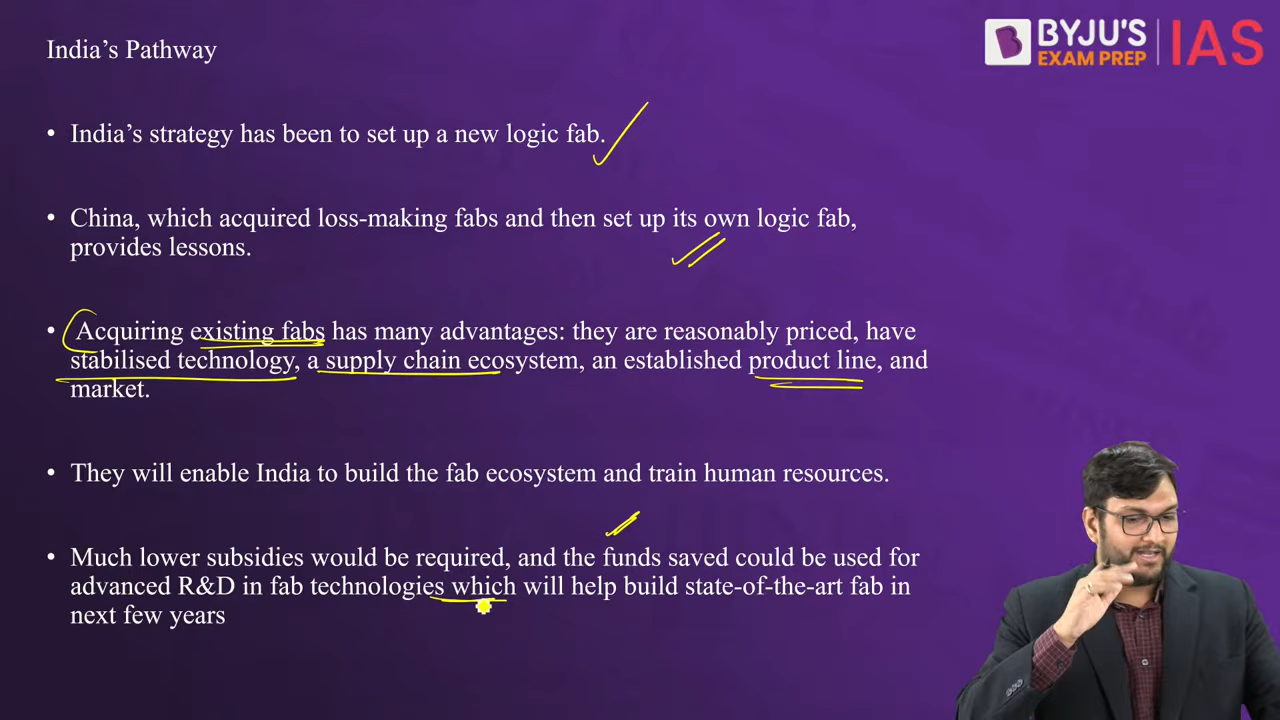 India’s Pathway
BYJU'S
EXAM PREP
IAS
• India’s strategy has been to set up a new logic fab.
• China, which acquired loss-making fabs and then set up its own logic fab,
provides lessons.
• Acquiring existing fabs has many advantages: they are reasonably priced, have
stabilised technology, a supply chain ecosystem, an established product line, and
market.
• They will enable India to build the fab ecosystem and train human resources.
• Much lower subsidies would be required, and the funds saved could be used for
advanced R&D in fab technologies which will help build state-of-the-art fab in
next few years